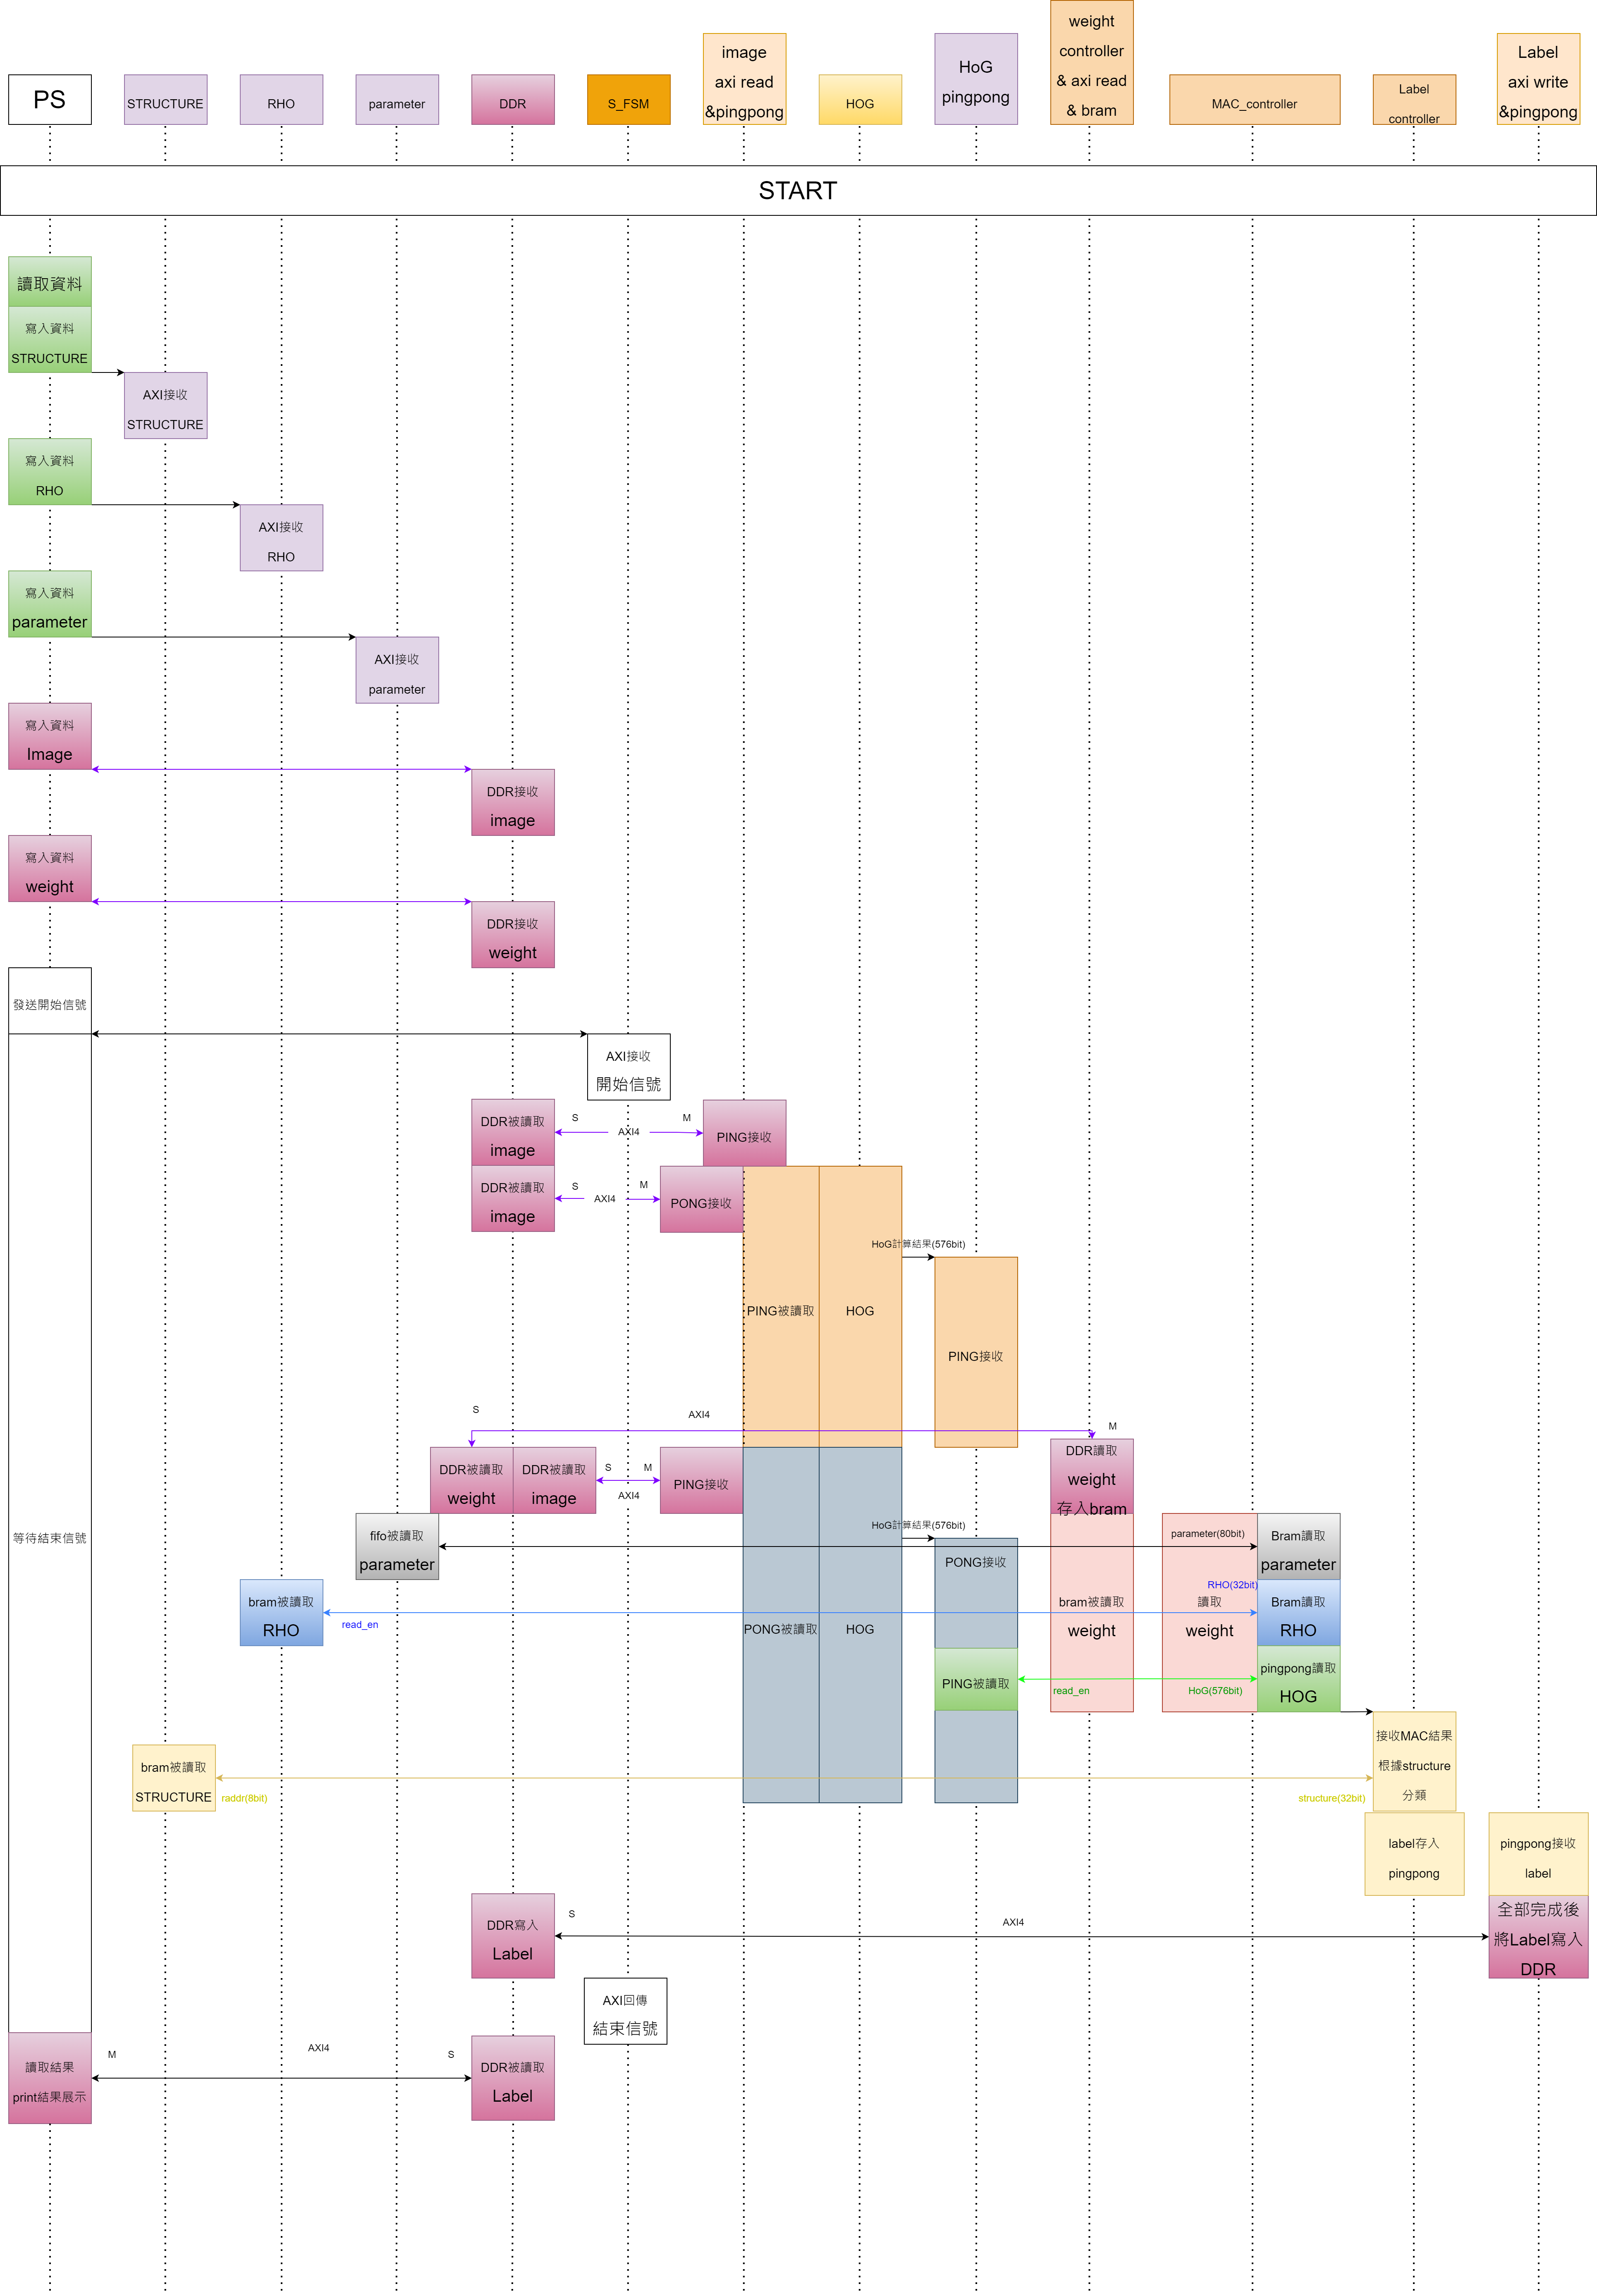 PS
STRUCTURE
RHO
parameter
DDR
S_FSM
image
axi read
&pingpong
HOG
HoG
pingpong
weight
controller
& axi read
& bram
MAC_controller
Label
controller
Label
axi write
&pingpong
START
讀取資料
寫入資料
STRUCTURE
AXI接收
STRUCTURE
寫入資料
RHO
AXI接收
RHO
寫入資料
parameter
AXI接收
parameter
寫入資料
Image
DDR接收
image
寫入資料
weight
DDR接收
weight
發送開始信號
AXI接收
開始信號
DDR被讀取
image
S
AXI4
M
PING接收
DDR被讀取
image
S
AXI4
M
PONG接收
HoG計算結果(576bit)
PING被讀取
HOG
PING接收
S
AXI4
M
DDR讀取
weight
存入bram
DDR被讀取
weight
DDR被讀取
image
S
M
AXI4
PING接收
等待結束信號
fifo被讀取
parameter
HoG計算結果(576bit)
PONG接收
parameter(80bit)
Bram讀取
parameter
bram被讀取
RHO
read_en
PONG被讀取
HOG
bram被讀取
weight
RHO(32bit)
讀取
weight
Bram讀取
RHO
PING被讀取
read_en
HoG(576bit)
pingpong讀取
HOG
接收MAC結果
根據structure
分類
bram被讀取
STRUCTURE
raddr(8bit)
structure(32bit)
label存入
pingpong
pingpong接收
label
DDR寫入
Label
S
AXI4
全部完成後
將Label寫入
DDR
AXI回傳
結束信號
讀取結果
print結果展示
M
AXI4
S
DDR被讀取
Label